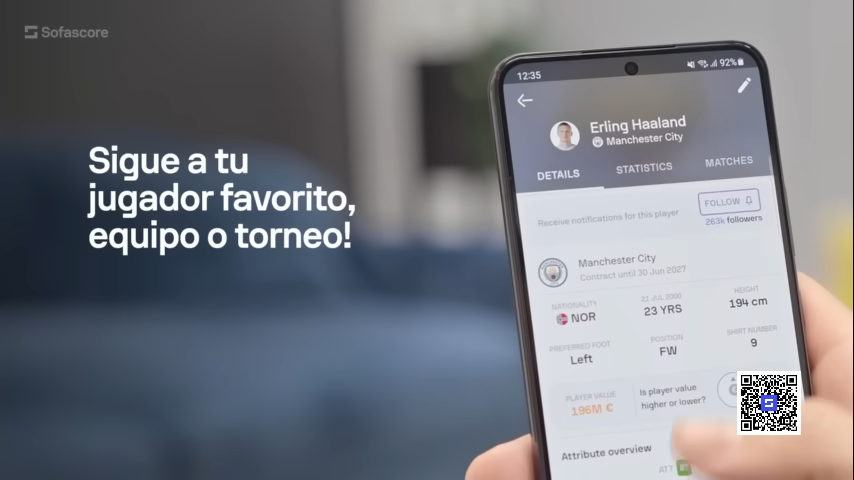 Sofascore
Sigue a tu
jugador favorito,
equipo o torneo!
12:35
92%
Erling Haaland
Manchester City
DETAILS
STATISTICS
MATCHES
Receive notifications for this player
FOLLOW
263k followers
Manchester City
Contract until 30 Jun 2027
NATIONALITY
NOR
21 JUL 2000
23 YRS
HEIGHT
194 cm
PREFERRED FOOT
Left
POSITION
FW
SHIRT NUMBER
9
PLAYER VALUE
196M €
Is player value
higher or lower?
Attribute overview
ATT